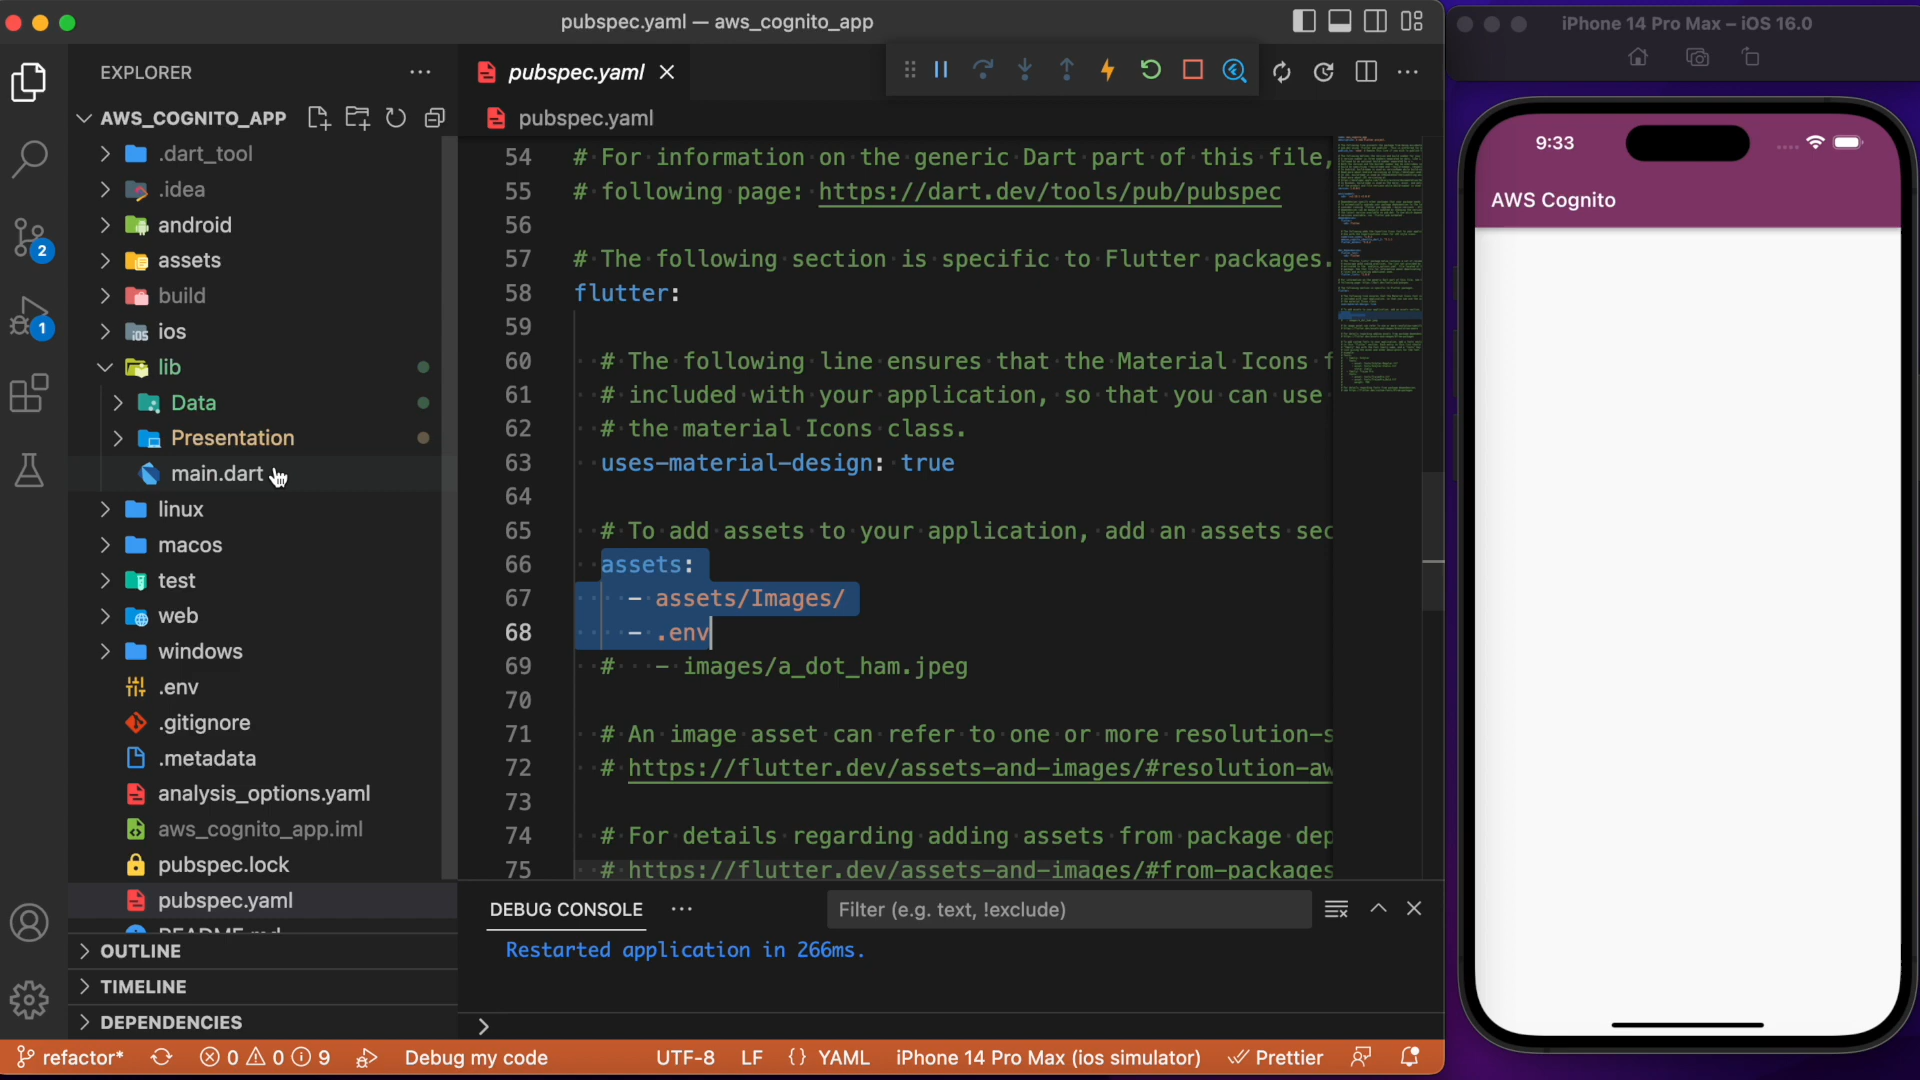 pubspec.yaml — aws_cognito_app
EXPLORER
AWS_COGNITO_APP
.dart_tool
.idea
android
assets
build
ios
lib
Data
Presentation
main.dart
linux
macos
test
web
windows
.env
.gitignore
.metadata
analysis_options.yaml
aws_cognito_app.iml
pubspec.lock
pubspec.yaml
README.md
OUTLINE
TIMELINE
DEPENDENCIES
2
1
pubspec.yaml
pubspec.yaml
54 # For information on the generic Dart part of this file,
55 # following page: https://dart.dev/tools/pub/pubspec
56
57 # The following section is specific to Flutter packages.
58 flutter:
59
60 # The following line ensures that the Material Icons f
61 # included with your application, so that you can use
62 # the material Icons class.
63 uses-material-design: true
64
65 # To add assets to your application, add an assets sec
66 assets:
67 - assets/Images/
68 - .env
69 # - images/a_dot_ham.jpeg
70
71 # An image asset can refer to one or more resolution-s
72 # https://flutter.dev/assets-and-images/#resolution-aw
73
74 # For details regarding adding assets from package dep
75 # https://flutter.dev/assets-and-images/#from-packages
DEBUG CONSOLE
Filter (e.g. text, !exclude)
Restarted application in 266ms.
refactor* 0 0 9 Debug my code UTF-8 LF {} YAML iPhone 14 Pro Max (ios simulator) Prettier
iPhone 14 Pro Max – iOS 16.0
9:33
AWS Cognito